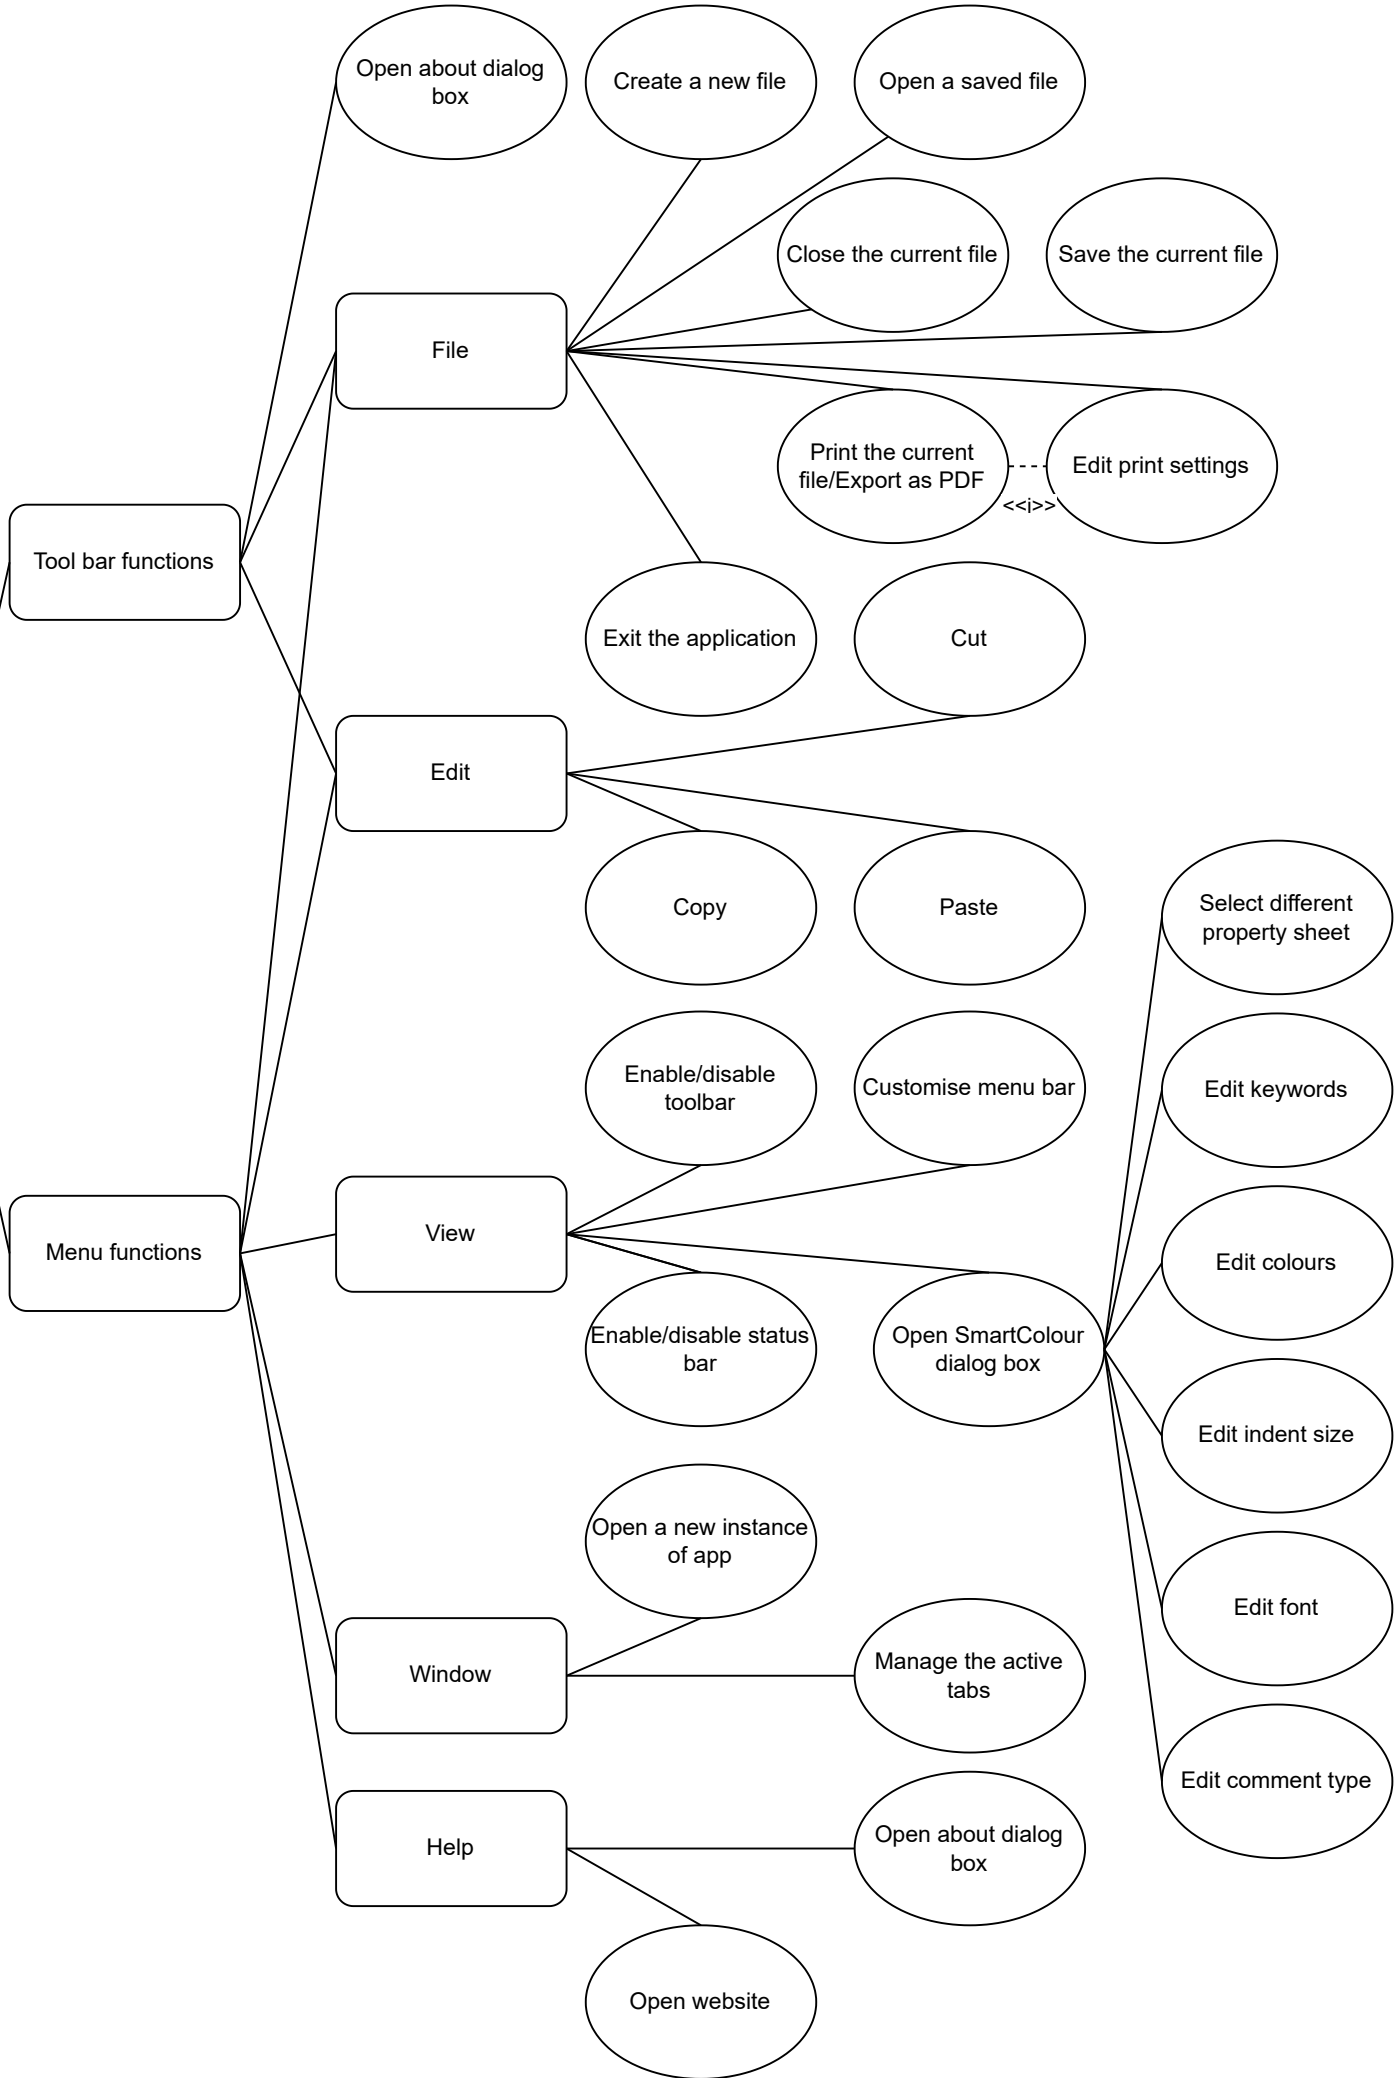 Open about dialog
box
Create a new file
Open a saved file
Close the current file
Save the current file
File
Print the current
file/Export as PDF
Edit print settings
<<i>>
Tool bar functions
Exit the application
Cut
Edit
Copy
Paste
Select different
property sheet
Enable/disable
toolbar
Customise menu bar
Edit keywords
Menu functions
View
Edit colours
Enable/disable status
bar
Open SmartColour
dialog box
Edit indent size
Open a new instance
of app
Edit font
Window
Manage the active
tabs
Edit comment type
Help
Open about dialog
box
Open website